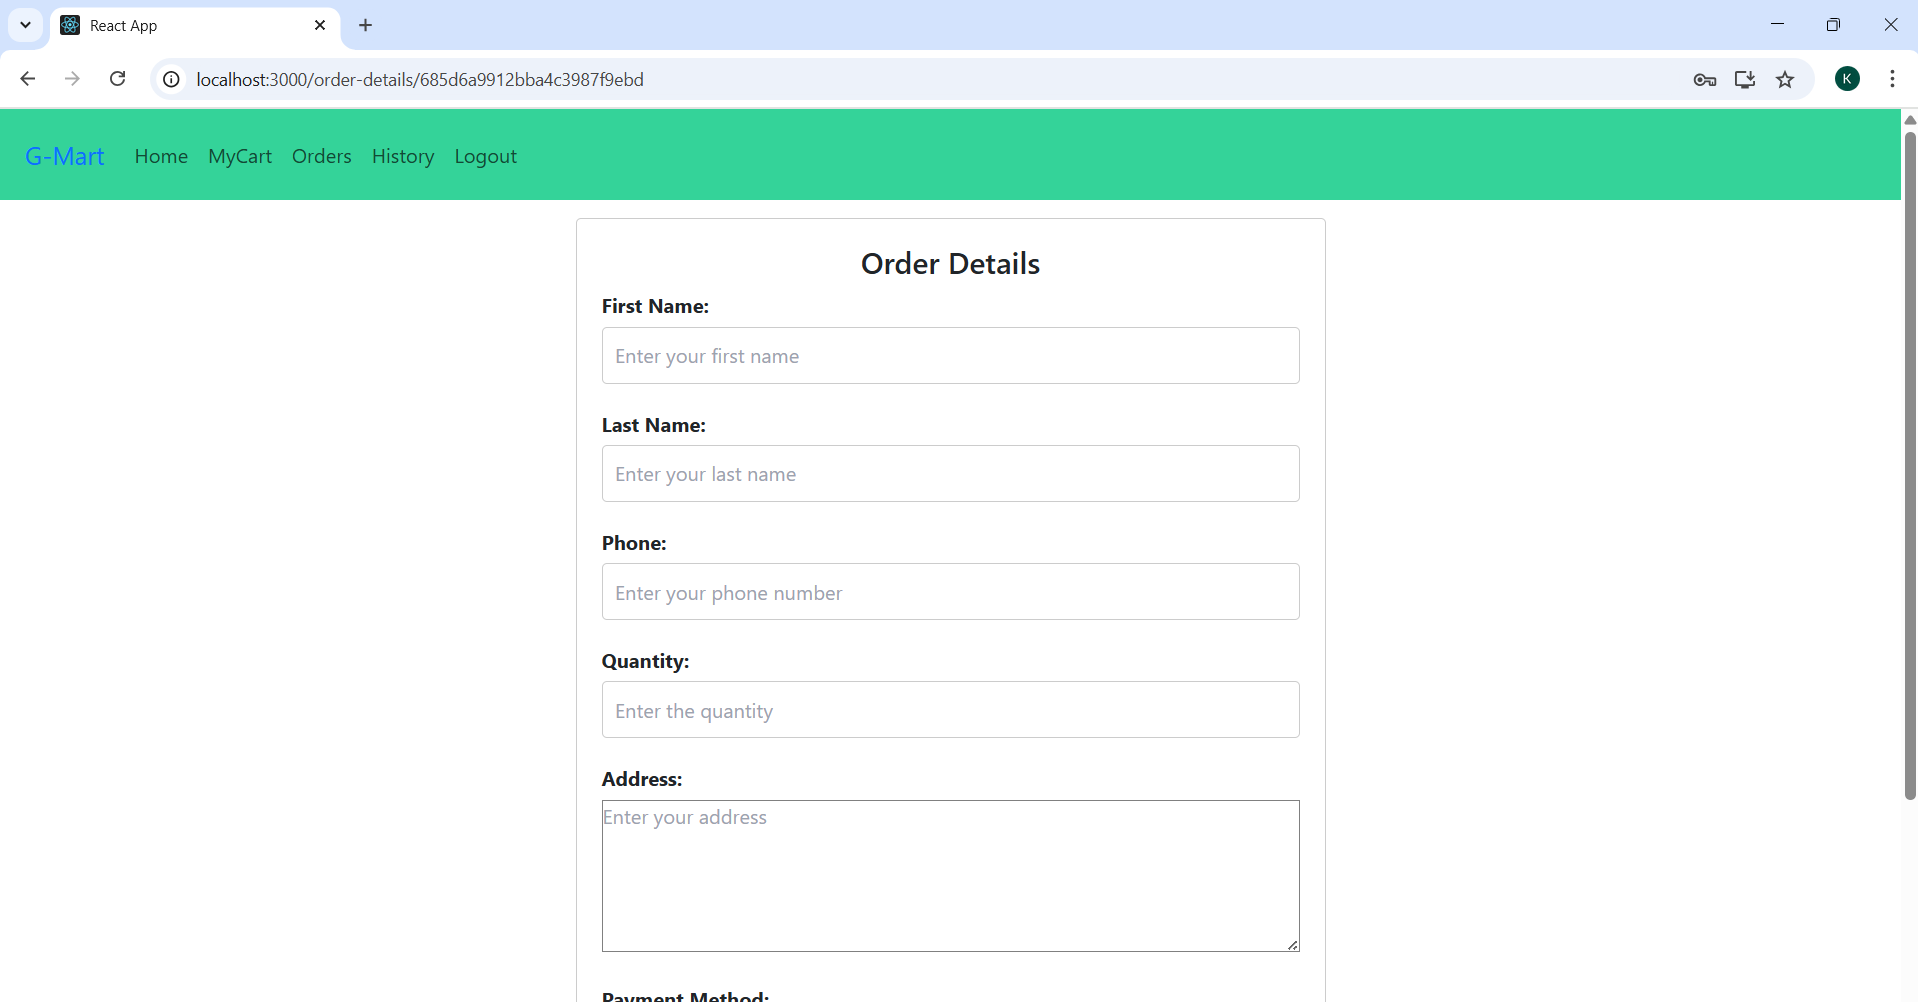 React App
localhost:3000/order-details/685d6a9912bba4c3987f9ebd
K
G-Mart Home MyCart Orders History Logout
Order Details
First Name:
Enter your first name
Last Name:
Enter your last name
Phone:
Enter your phone number
Quantity:
Enter the quantity
Address:
Enter your address
Payment Method: